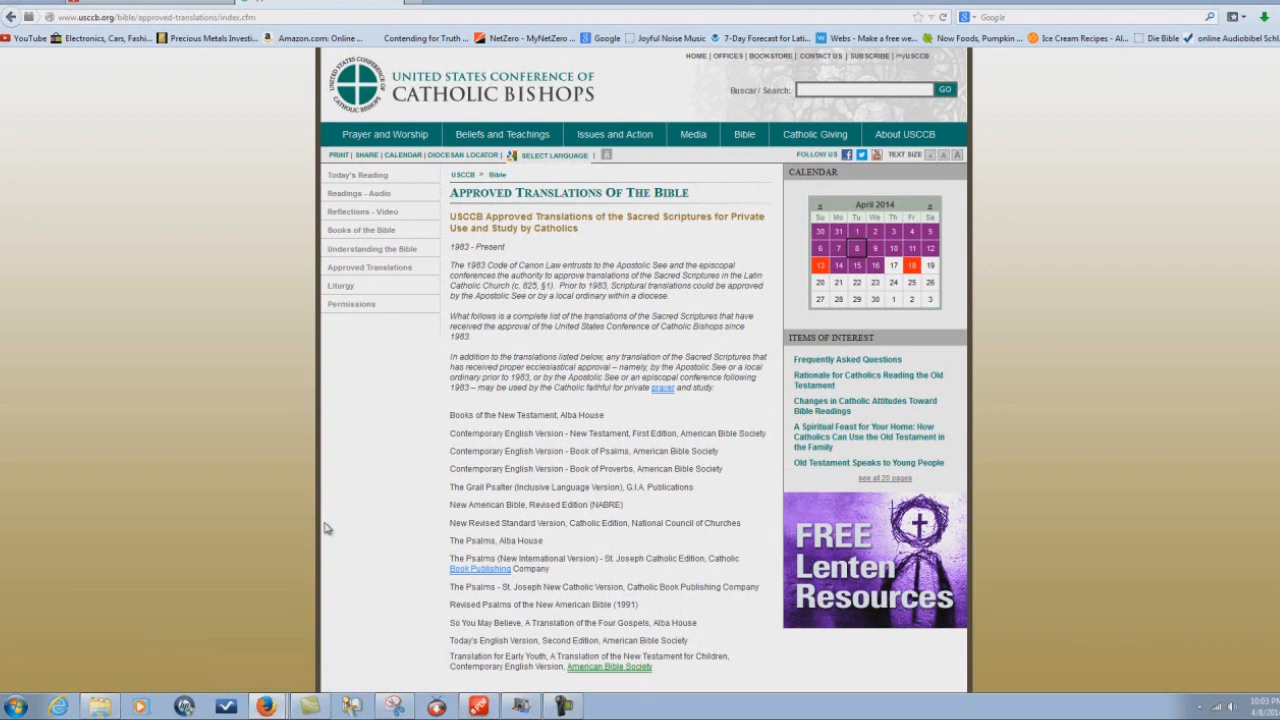 www.usccb.org/bible/approved-translations/index.cfm
Google
YouTube
Electronics, Cars, Fashi...
Precious Metals Investi...
Amazon.com: Online ...
Contending for Truth ...
NetZero - MyNetZero ...
Google
Joyful Noise Music
7-Day Forecast for Lati...
Webs - Make a free we...
Now Foods, Pumpkin ...
Ice Cream Recipes - Al...
Die Bible
online Audiobibel Schl
HOME | OFFICES | BOOKSTORE | CONTACT US | SUBSCRIBE | myUSCCB
UNITED STATES CONFERENCE OF
CATHOLIC BISHOPS
Buscar / Search:
GO
Prayer and Worship
Beliefs and Teachings
Issues and Action
Media
Bible
Catholic Giving
About USCCB
PRINT | SHARE | CALENDAR | DIOCESAN LOCATOR |
SELECT LANGUAGE |
FOLLOW US
TEXT SIZE
A
A
Today's Reading
Readings - Audio
Reflections - Video
Books of the Bible
Understanding the Bible
Approved Translations
Liturgy
Permissions
USCCB > Bible
APPROVED TRANSLATIONS OF THE BIBLE
USCCB Approved Translations of the Sacred Scriptures for Private
Use and Study by Catholics
1983 - Present
The 1983 Code of Canon Law entrusts to the Apostolic See and the episcopal
conferences the authority to approve translations of the Sacred Scriptures in the Latin
Catholic Church (c. 825, §1). Prior to 1983, Scriptural translations could be approved
by the Apostolic See or by a local ordinary within a diocese.
What follows is a complete list of the translations of the Sacred Scriptures that have
received the approval of the United States Conference of Catholic Bishops since
1983.
In addition to the translations listed below, any translation of the Sacred Scriptures that
has received proper ecclesiastical approval – namely, by the Apostolic See or a local
ordinary prior to 1983, or by the Apostolic See or an episcopal conference following
1983 – may be used by the Catholic faithful for private prayer and study.
Books of the New Testament, Alba House
Contemporary English Version - New Testament, First Edition, American Bible Society
Contemporary English Version - Book of Psalms, American Bible Society
Contemporary English Version - Book of Proverbs, American Bible Society
The Grail Psalter (Inclusive Language Version), G.I.A. Publications
New American Bible, Revised Edition (NABRE)
New Revised Standard Version, Catholic Edition, National Council of Churches
The Psalms, Alba House
The Psalms (New International Version) - St. Joseph Catholic Edition, Catholic
Book Publishing Company
The Psalms - St. Joseph New Catholic Version, Catholic Book Publishing Company
Revised Psalms of the New American Bible (1991)
So You May Believe, A Translation of the Four Gospels, Alba House
Today's English Version, Second Edition, American Bible Society
Translation for Early Youth, A Translation of the New Testament for Children,
Contemporary English Version, American Bible Society
CALENDAR
« April 2014 »
Su Mo Tu We Th Fr Sa
30 31 1 2 3 4 5
6 7 8 9 10 11 12
13 14 15 16 17 18 19
20 21 22 23 24 25 26
27 28 29 30 1 2 3
ITEMS OF INTEREST
Frequently Asked Questions
Rationale for Catholics Reading the Old
Testament
Changes in Catholic Attitudes Toward
Bible Readings
A Spiritual Feast for Your Home: How
Catholics Can Use the Old Testament in
the Family
Old Testament Speaks to Young People
see all 20 pages
FREE
Lenten
Resources
10:03 P
4/8/201